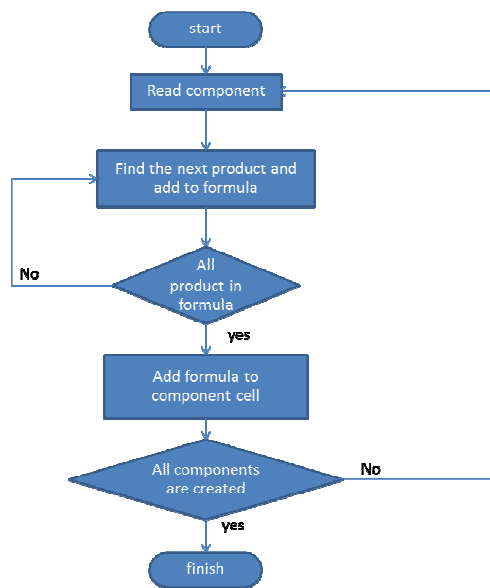 start
Read component
Find the next product and
add to formula
No
All
product in
formula
yes
Add formula to
component cell
All components
are created
No
yes
finish